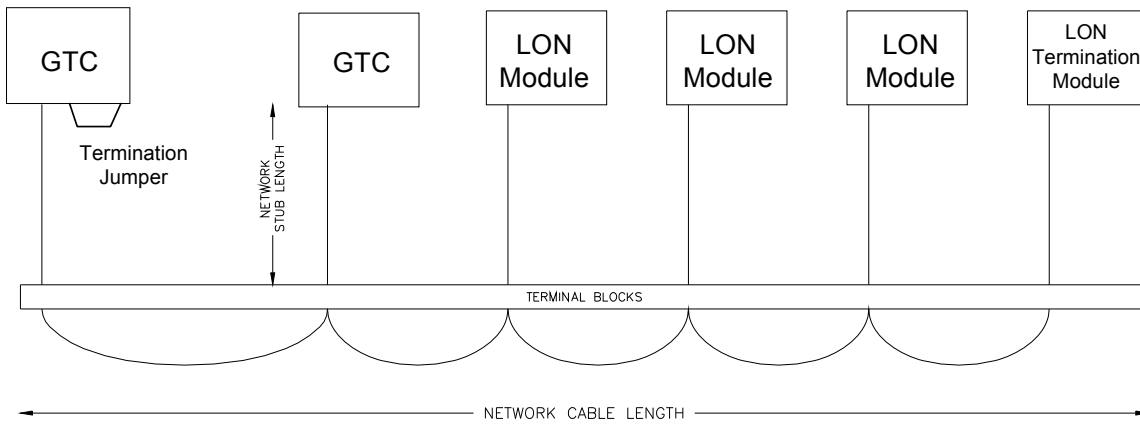 GTC
GTC
LON
Module
LON
Module
LON
Module
LON
Termination
Module
Termination
Jumper
NETWORK
STUB LENGTH
TERMINAL BLOCKS
NETWORK CABLE LENGTH